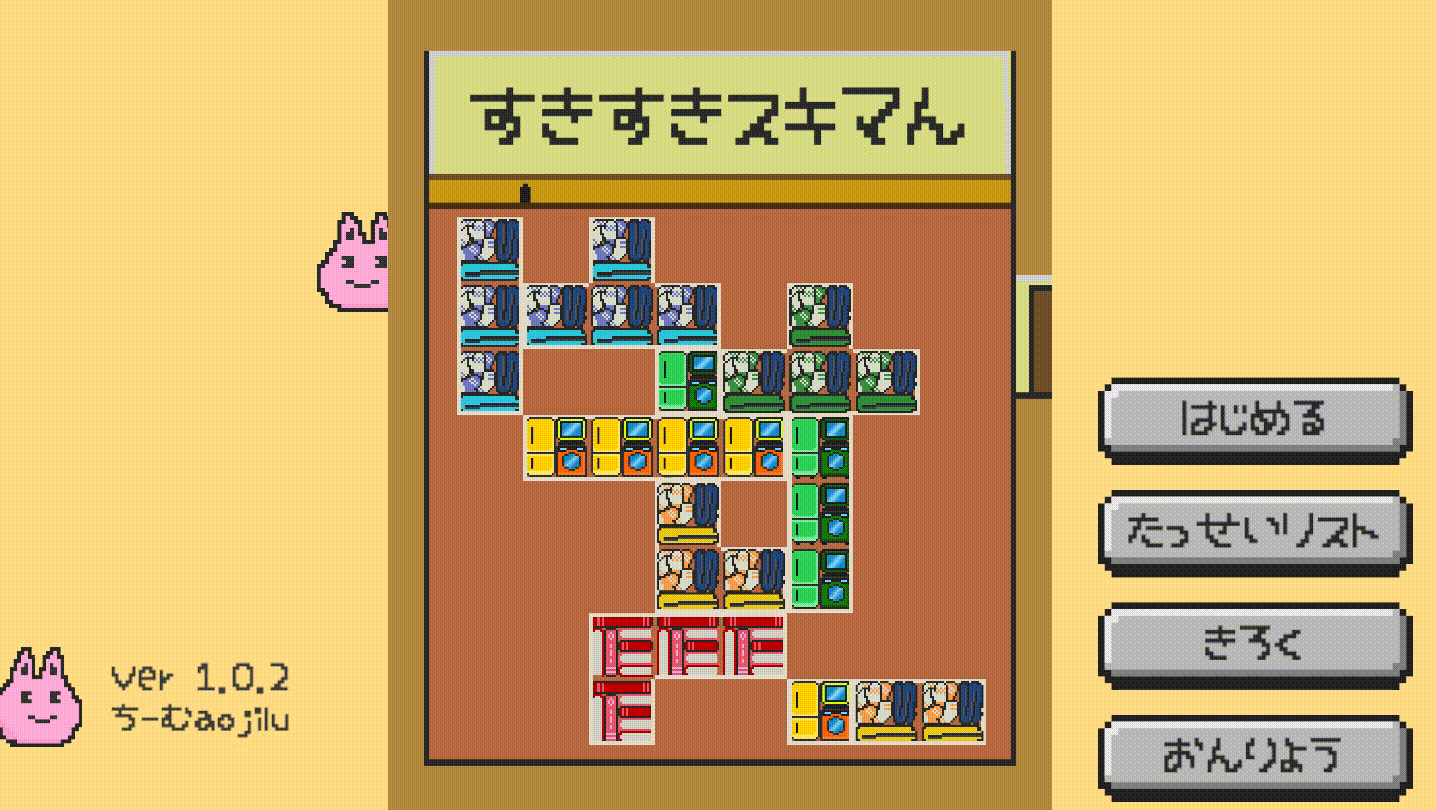 すきすきスキマん
はじめる
たっせいリスト
きろく
おんりょう
ver 1.0.2
ちーむaojilu